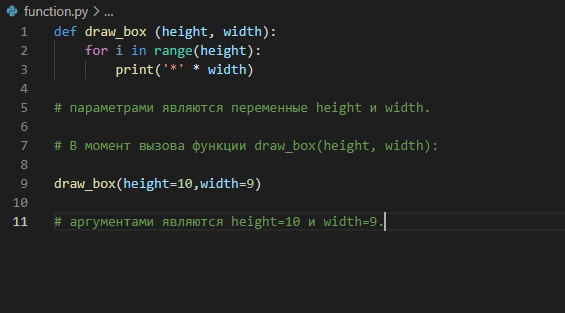 function.py > ...
1 def draw_box (height, width):
2 for i in range(height):
3 print('*' * width)
4
5 # параметрами являются переменные height и width.
6
7 # В момент вызова функции draw_box(height, width):
8
9 draw_box(height=10,width=9)
10
11 # аргументами являются height=10 и width=9.